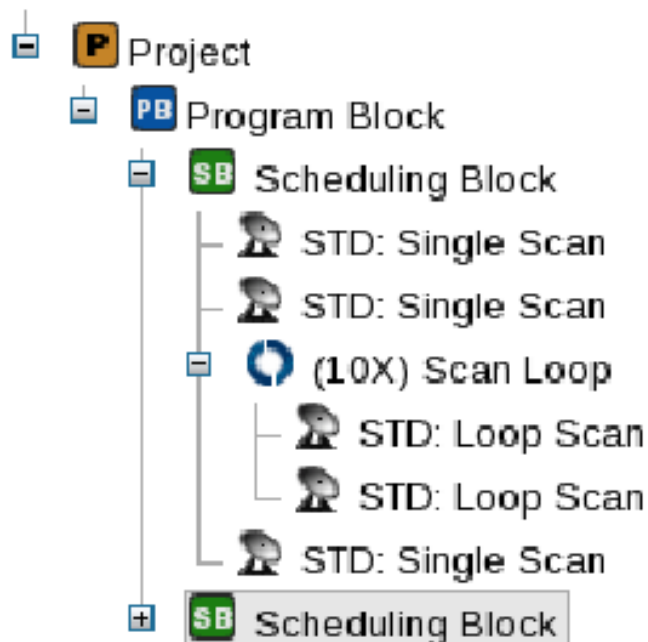 P Project
PB Program Block
SB Scheduling Block
STD: Single Scan
STD: Single Scan
(10X) Scan Loop
STD: Loop Scan
STD: Loop Scan
STD: Single Scan
SB Scheduling Block